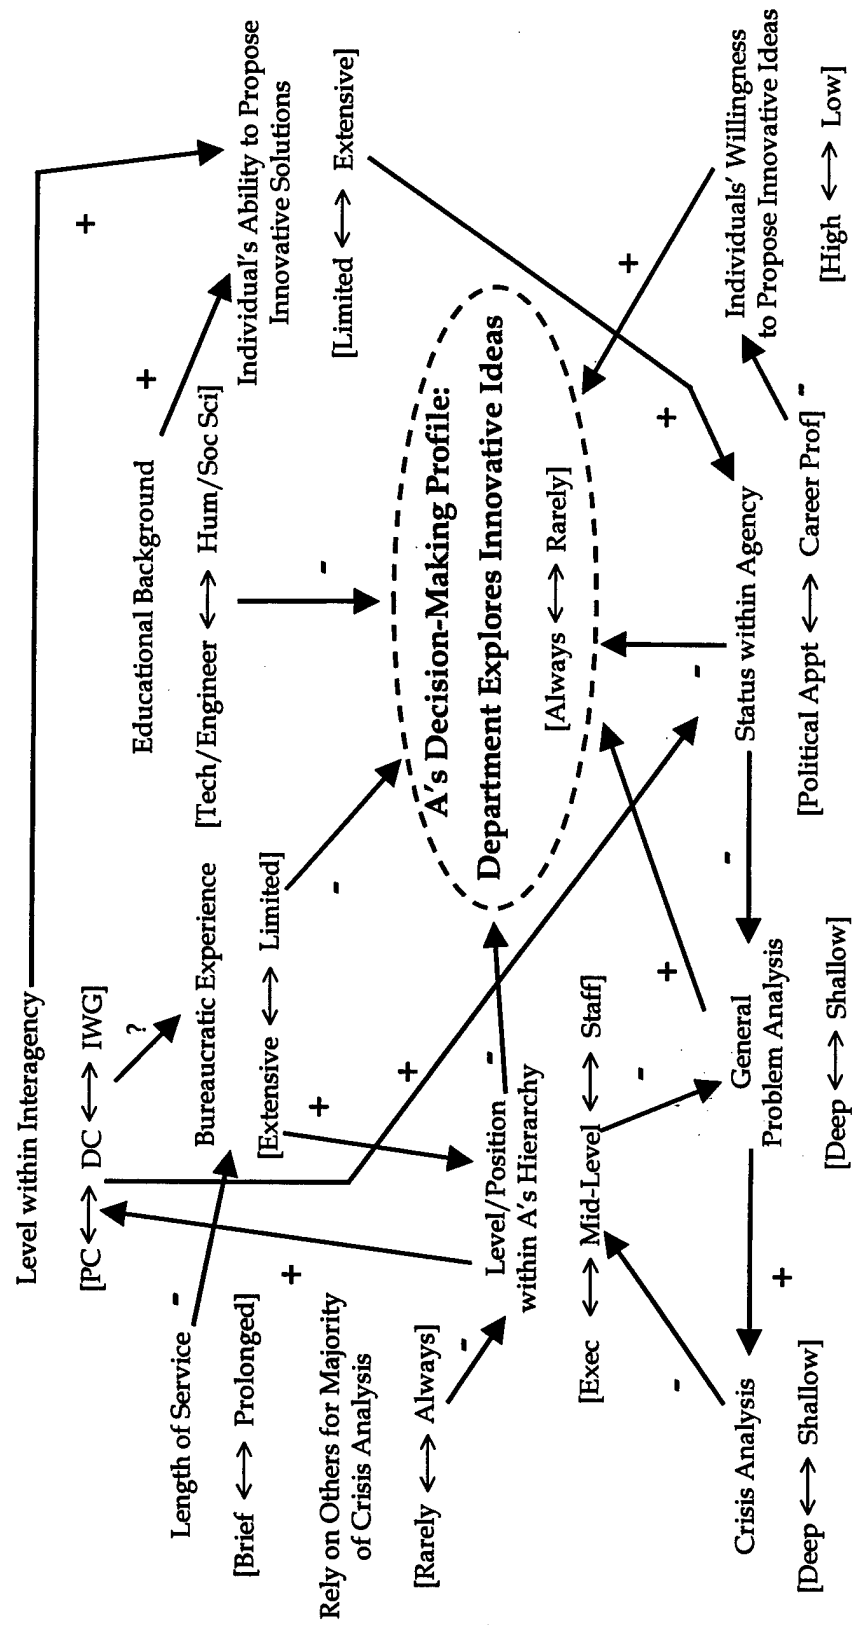 Level within Interagency
[PC ⟷ DC ⟷ IWG]
+
?
Length of Service
-
[Brief ⟷ Prolonged]
Bureaucratic Experience
[Extensive ⟷ Limited]
Educational Background
+
[Tech/Engineer ⟷ Hum/Soc Sci]
Individual's Ability to Propose
Innovative Solutions
[Limited ⟷ Extensive]
+
Rely on Others for Majority
of Crisis Analysis
[Rarely ⟷ Always]
-
+
+
-
-
A's Decision-Making Profile:
Department Explores Innovative Ideas
[Always ⟷ Rarely]
Level/Position
within A's Hierarchy
-
[Exec ⟷ Mid-Level ⟷ Staff]
-
-
+
-
+
+
Crisis Analysis
[Deep ⟷ Shallow]
+
General
Problem Analysis
[Deep ⟷ Shallow]
-
Status within Agency
[Political Appt ⟷ Career Prof]
-
Individuals' Willingness
to Propose Innovative Ideas
[High ⟷ Low]